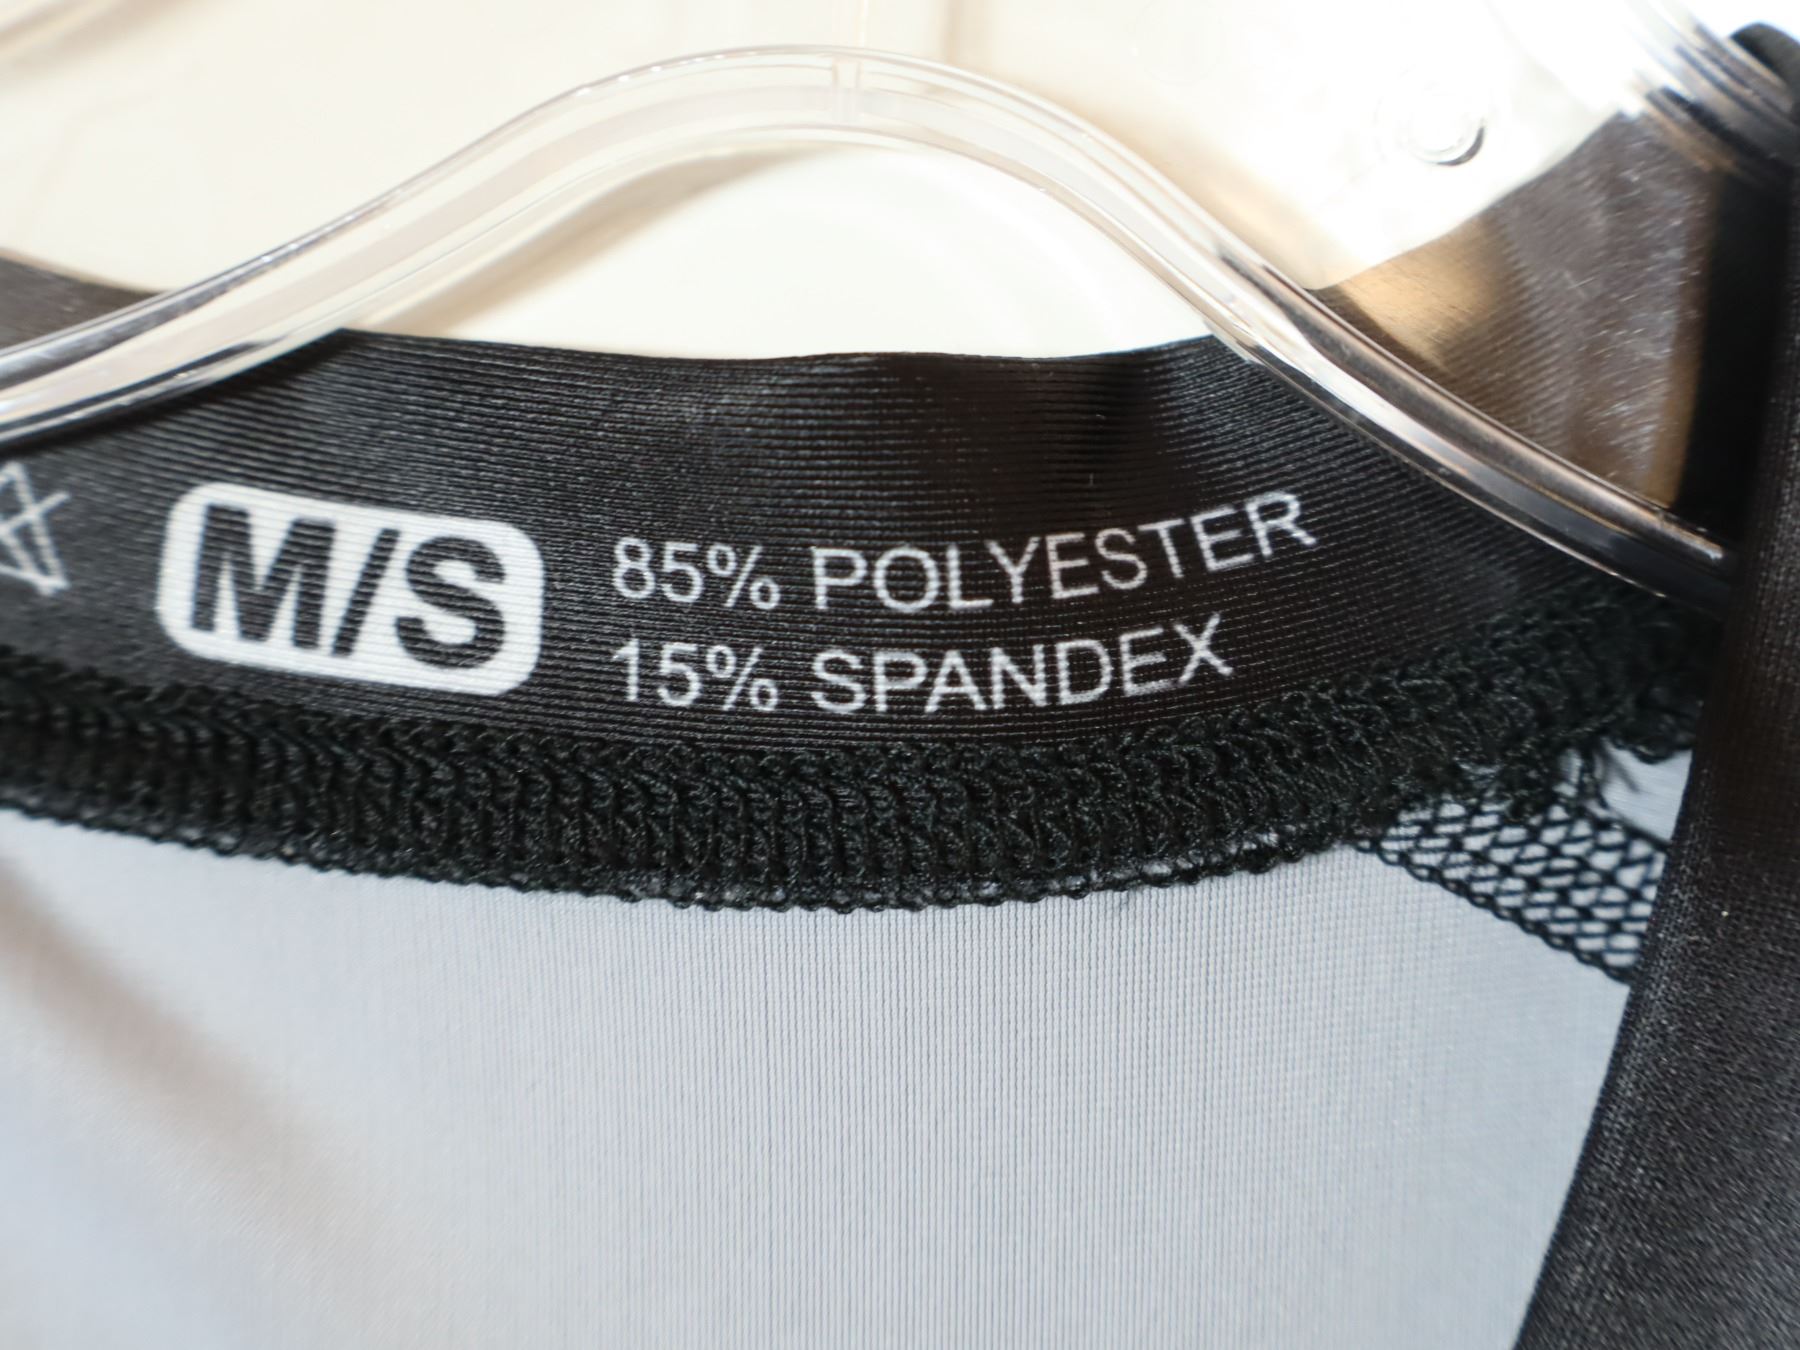 M/S
85% POLYESTER
15% SPANDEX